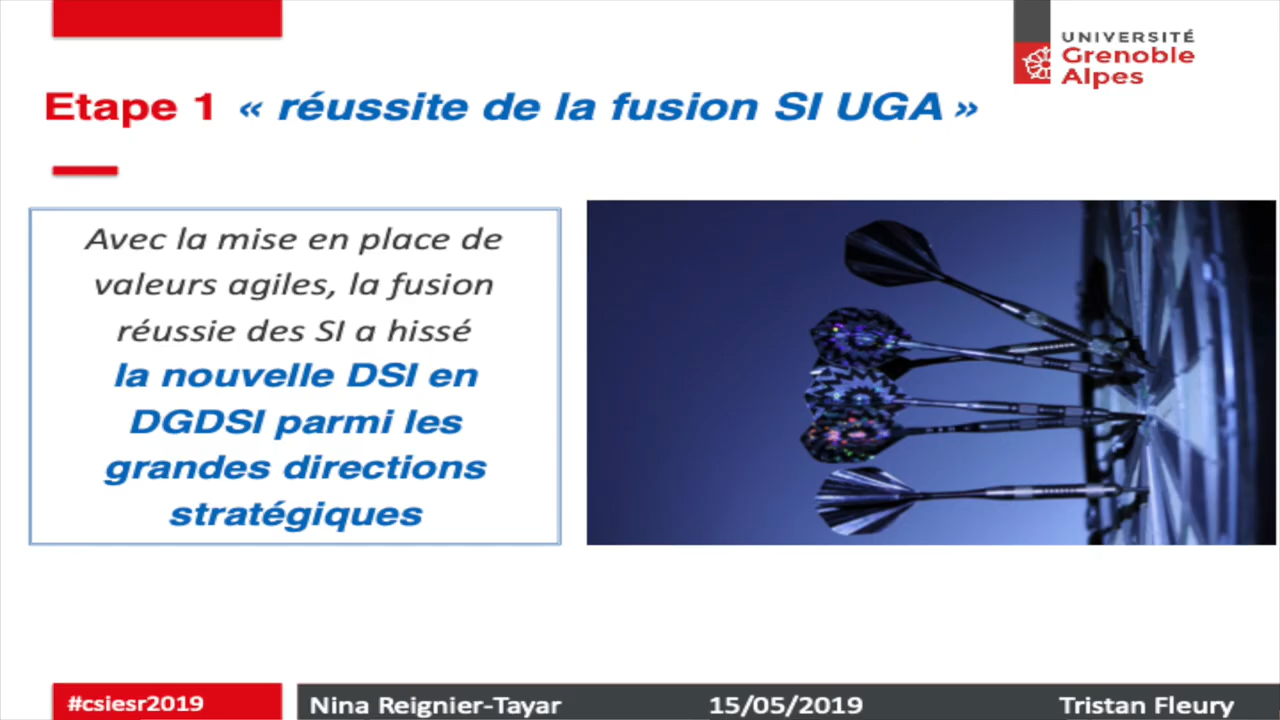 UNIVERSITÉ
Grenoble
Alpes
Etape 1 « réussite de la fusion SI UGA »
Avec la mise en place de
valeurs agiles, la fusion
réussie des SI a hissé
la nouvelle DSI en
DGDSI parmi les
grandes directions
stratégiques
#csiesr2019
Nina Reignier-Tayar 15/05/2019 Tristan Fleury